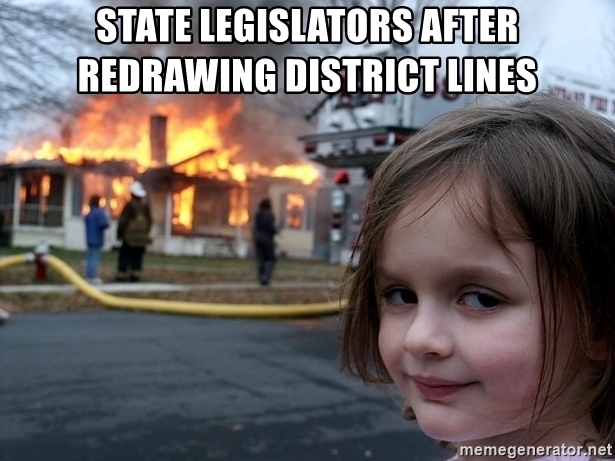 STATE LEGISLATORS AFTER
REDRAWING DISTRICT LINES
memegenerator.net